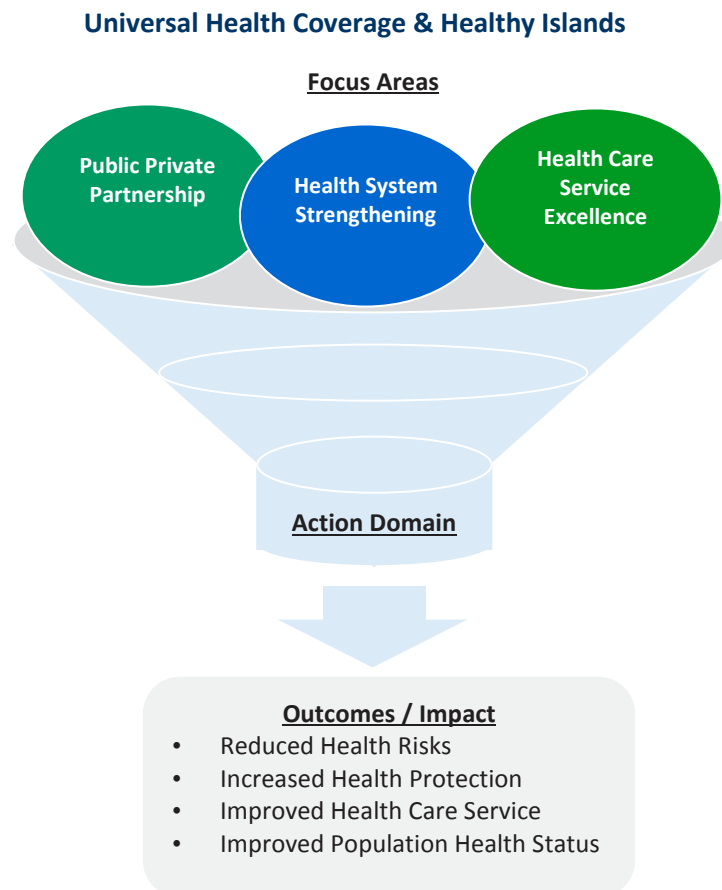 Universal Health Coverage & Healthy Islands
Focus Areas
Public Private
Partnership
Health System
Strengthening
Health Care
Service
Excellence
Action Domain
Outcomes / Impact
• Reduced Health Risks
• Increased Health Protection
• Improved Health Care Service
• Improved Population Health Status